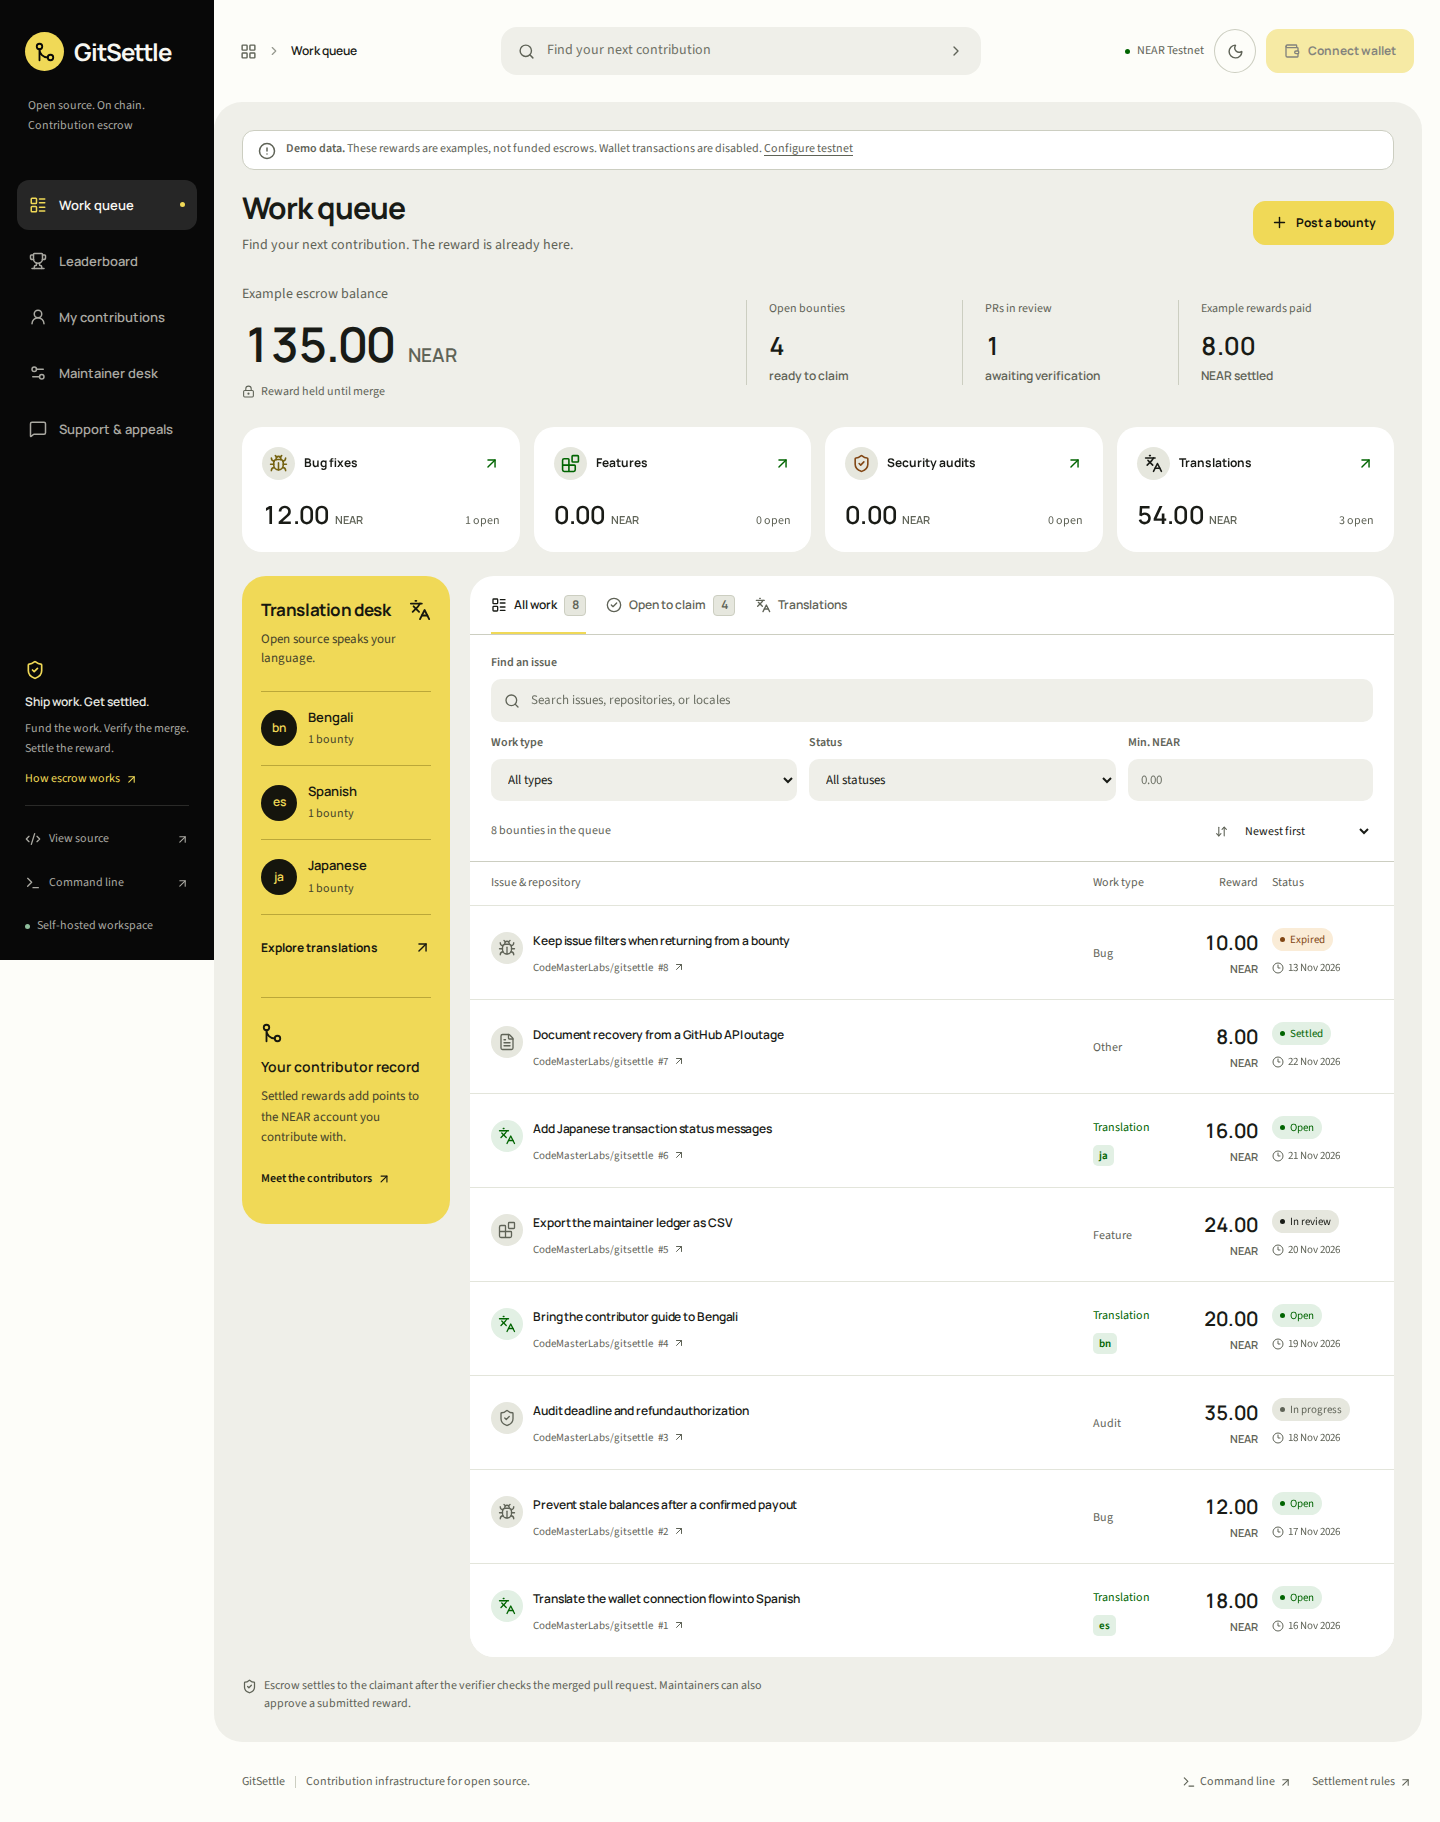 GitSettle
Open source. On chain.
Contribution escrow
Work queue
Leaderboard
My contributions
Maintainer desk
Support & appeals
Ship work. Get settled.
Fund the work. Verify the merge.
Settle the reward.
How escrow works
View source
Command line
Self-hosted workspace
Work queue
Find your next contribution
NEAR Testnet
Connect wallet
Demo data. These rewards are examples, not funded escrows. Wallet transactions are disabled. Configure testnet
Work queue
Find your next contribution. The reward is already here.
Post a bounty
Example escrow balance
135.00 NEAR
Reward held until merge
Open bounties
4
ready to claim
PRs in review
1
awaiting verification
Example rewards paid
8.00
NEAR settled
Bug fixes
12.00 NEAR
1 open
Features
0.00 NEAR
0 open
Security audits
0.00 NEAR
0 open
Translations
54.00 NEAR
3 open
Translation desk
Open source speaks your
language.
bn
Bengali
1 bounty
es
Spanish
1 bounty
ja
Japanese
1 bounty
Explore translations
Your contributor record
Settled rewards add points to
the NEAR account you
contribute with.
Meet the contributors
All work 8
Open to claim 4
Translations
Find an issue
Search issues, repositories, or locales
Work type
All types
Status
All statuses
Min. NEAR
0.00
8 bounties in the queue
Newest first
Issue & repository
Work type
Reward
Status
Keep issue filters when returning from a bounty
CodeMasterLabs/gitsettle #8
Bug
10.00
NEAR
Expired
13 Nov 2026
Document recovery from a GitHub API outage
CodeMasterLabs/gitsettle #7
Other
8.00
NEAR
Settled
22 Nov 2026
Add Japanese transaction status messages
CodeMasterLabs/gitsettle #6
Translation
ja
16.00
NEAR
Open
21 Nov 2026
Export the maintainer ledger as CSV
CodeMasterLabs/gitsettle #5
Feature
24.00
NEAR
In review
20 Nov 2026
Bring the contributor guide to Bengali
CodeMasterLabs/gitsettle #4
Translation
bn
20.00
NEAR
Open
19 Nov 2026
Audit deadline and refund authorization
CodeMasterLabs/gitsettle #3
Audit
35.00
NEAR
In progress
18 Nov 2026
Prevent stale balances after a confirmed payout
CodeMasterLabs/gitsettle #2
Bug
12.00
NEAR
Open
17 Nov 2026
Translate the wallet connection flow into Spanish
CodeMasterLabs/gitsettle #1
Translation
es
18.00
NEAR
Open
16 Nov 2026
Escrow settles to the claimant after the verifier checks the merged pull request. Maintainers can also
approve a submitted reward.
GitSettle
Contribution infrastructure for open source.
Command line
Settlement rules